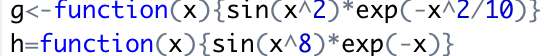 g<-function(x){sin(x^2)*exp(-x^2/10)}
h=function(x){sin(x^8)*exp(-x)}